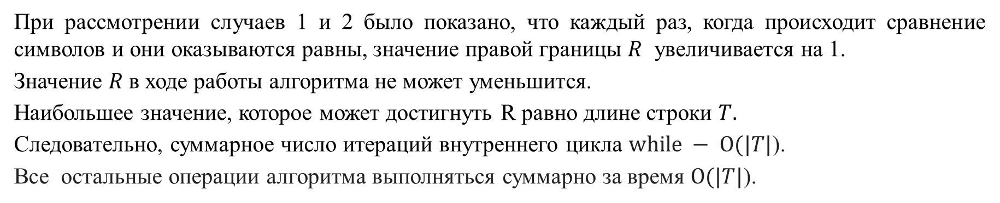 При рассмотрении случаев 1 и 2 было показано, что каждый раз, когда происходит сравнение
символов и они оказываются равны, значение правой границы R увеличивается на 1.
Значение R в ходе работы алгоритма не может уменьшится.
Наибольшее значение, которое может достигнуть R равно длине строки T.
Следовательно, суммарное число итераций внутреннего цикла while − O(|T|).
Все остальные операции алгоритма выполняться суммарно за время O(|T|).